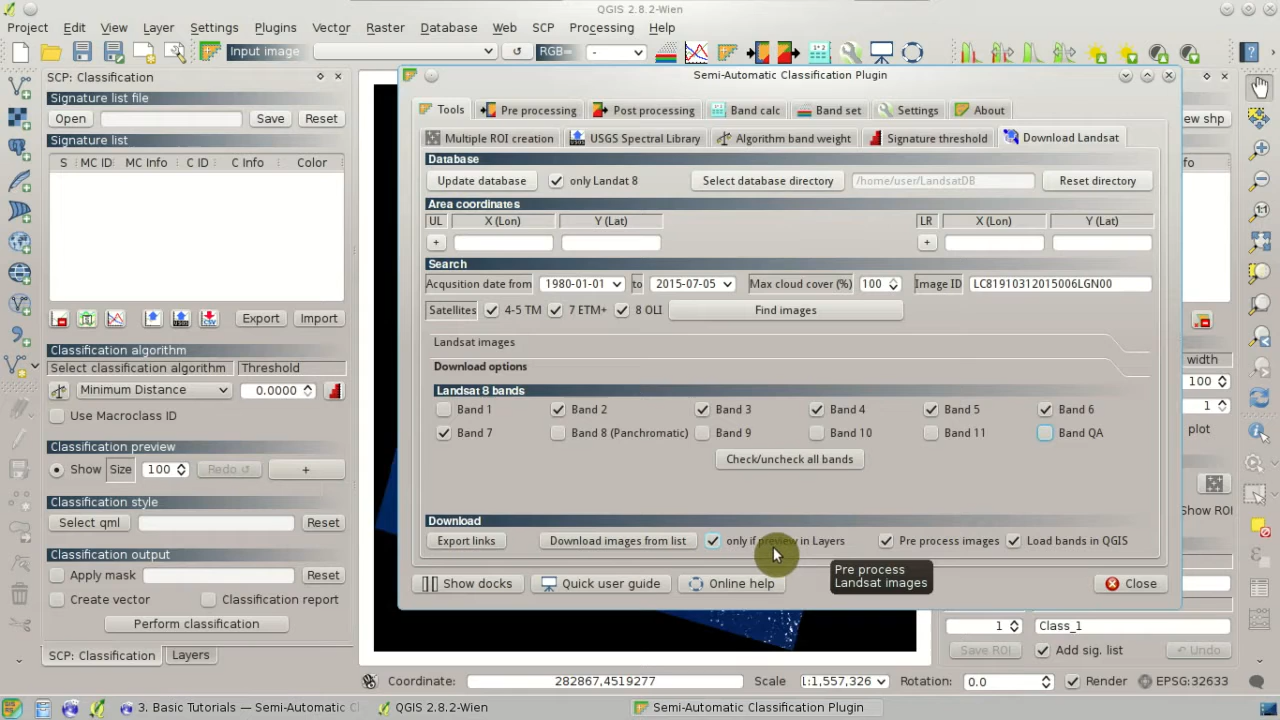 QGIS 2.8.2-Wien
Project Edit View Layer Settings Plugins Vector Raster Database Web SCP Processing Help
Input image RGB= -
SCP: Classification
Signature list file
Open Save Reset
Signature list
S MC ID MC Info C ID C Info Color
Export Import
Classification algorithm
Select classification algorithm Threshold
Minimum Distance 0.0000
Use Macroclass ID
Classification preview
Show Size 100 Redo ↺ +
Classification style
Select qml Reset
Classification output
Apply mask Reset
Create vector Classification report
Perform classification
SCP: Classification Layers
Semi-Automatic Classification Plugin
Tools Pre processing Post processing Band calc Band set Settings About
Multiple ROI creation USGS Spectral Library Algorithm band weight Signature threshold Download Landsat
Database
Update database only Landat 8 Select database directory /home/user/LandsatDB Reset directory
Area coordinates
UL X (Lon) Y (Lat) LR X (Lon) Y (Lat)
+ +
Search
Acqusition date from 1980-01-01 to 2015-07-05 Max cloud cover (%) 100 Image ID LC81910312015006LGN00
Satellites 4-5 TM 7 ETM+ 8 OLI Find images
Landsat images
Download options
Landsat 8 bands
Band 1 Band 2 Band 3 Band 4 Band 5 Band 6
Band 7 Band 8 (Panchromatic) Band 9 Band 10 Band 11 Band QA
Check/uncheck all bands
Download
Export links Download images from list only if preview in Layers Pre process images Load bands in QGIS
Pre process
Landsat images
Show docks Quick user guide Online help Close
ew shp
fo
width
100
1
plot
Show ROI
1 Class_1
Save ROI Add sig. list Undo
Coordinate: 282867,4519277 Scale 1:1,557,326 Rotation: 0.0 Render EPSG:32633
3. Basic Tutorials — Semi-Automatic C QGIS 2.8.2-Wien Semi-Automatic Classification Plugin